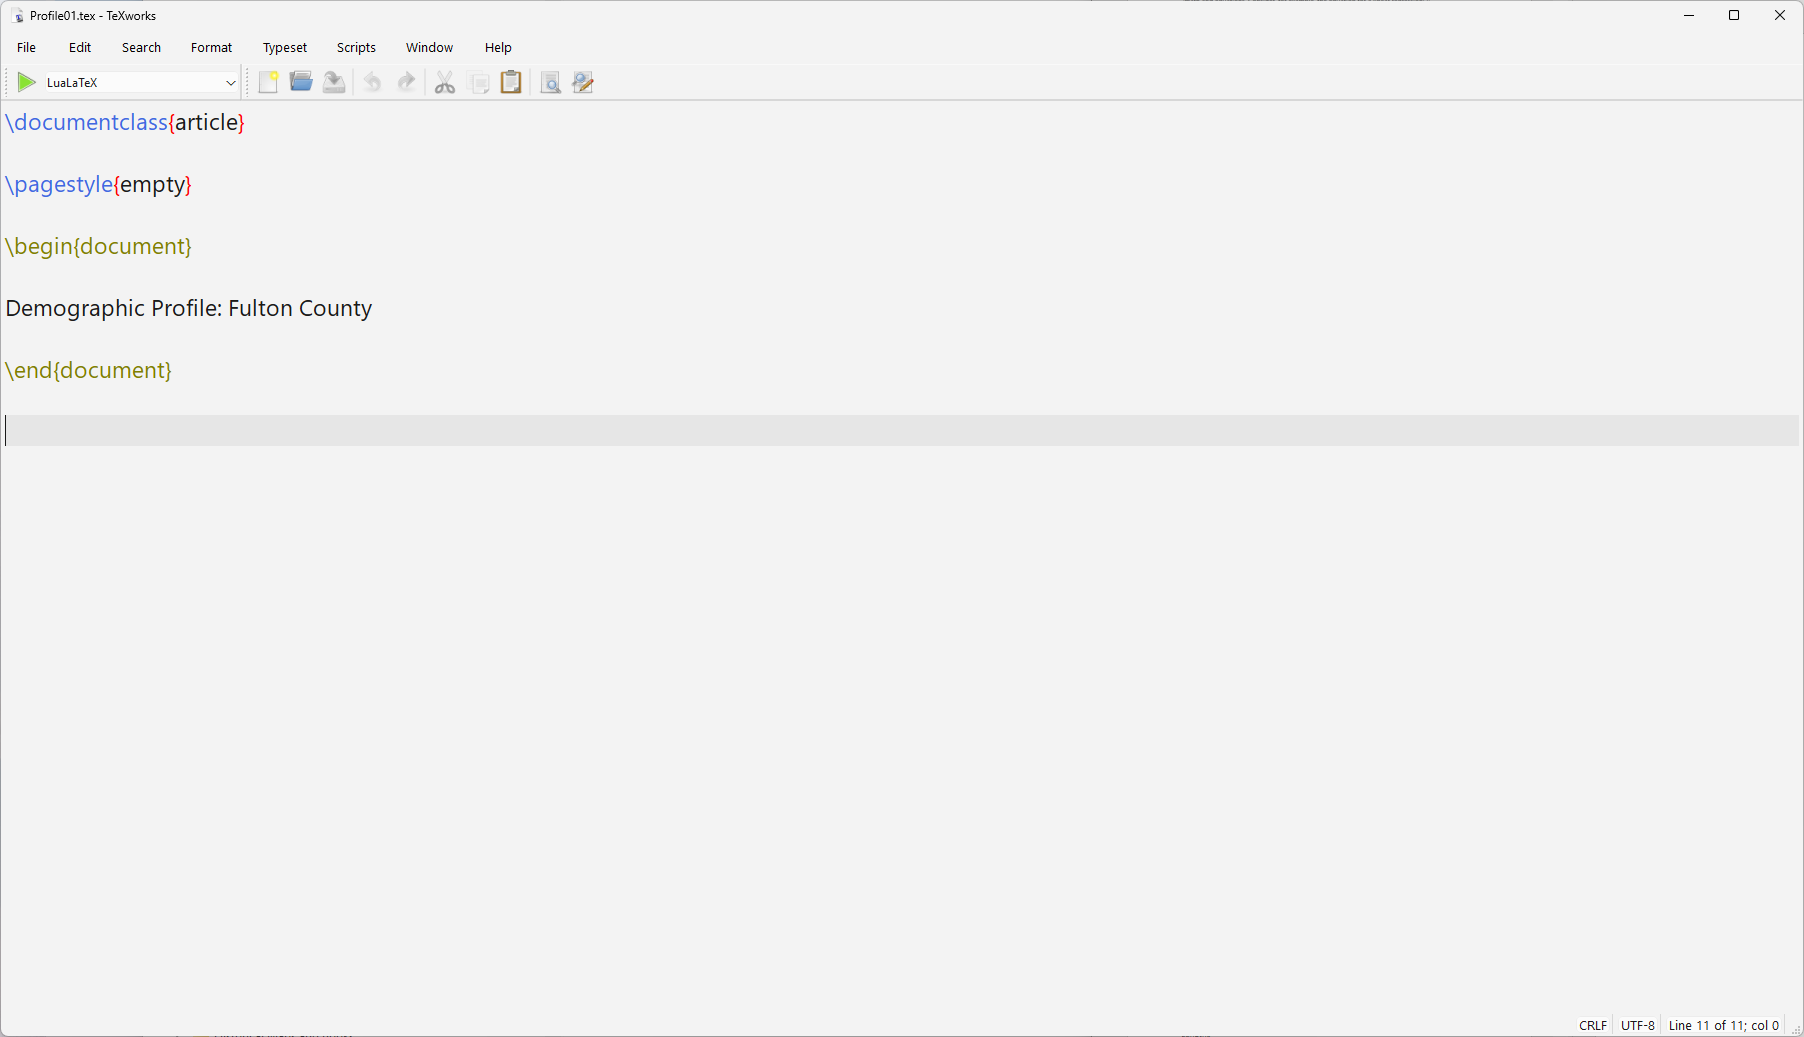 Profile01.tex - TeXworks
File Edit Search Format Typeset Scripts Window Help
LuaLaTeX
\documentclass{article}
\pagestyle{empty}
\begin{document}
Demographic Profile: Fulton County
\end{document}
CRLF UTF-8 Line 11 of 11; col 0